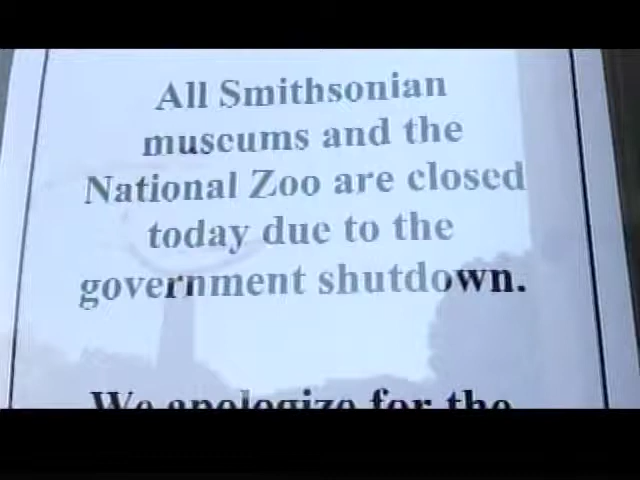 All Smithsonian
museums and the
National Zoo are closed
today due to the
government shutdown.
We apologize for the